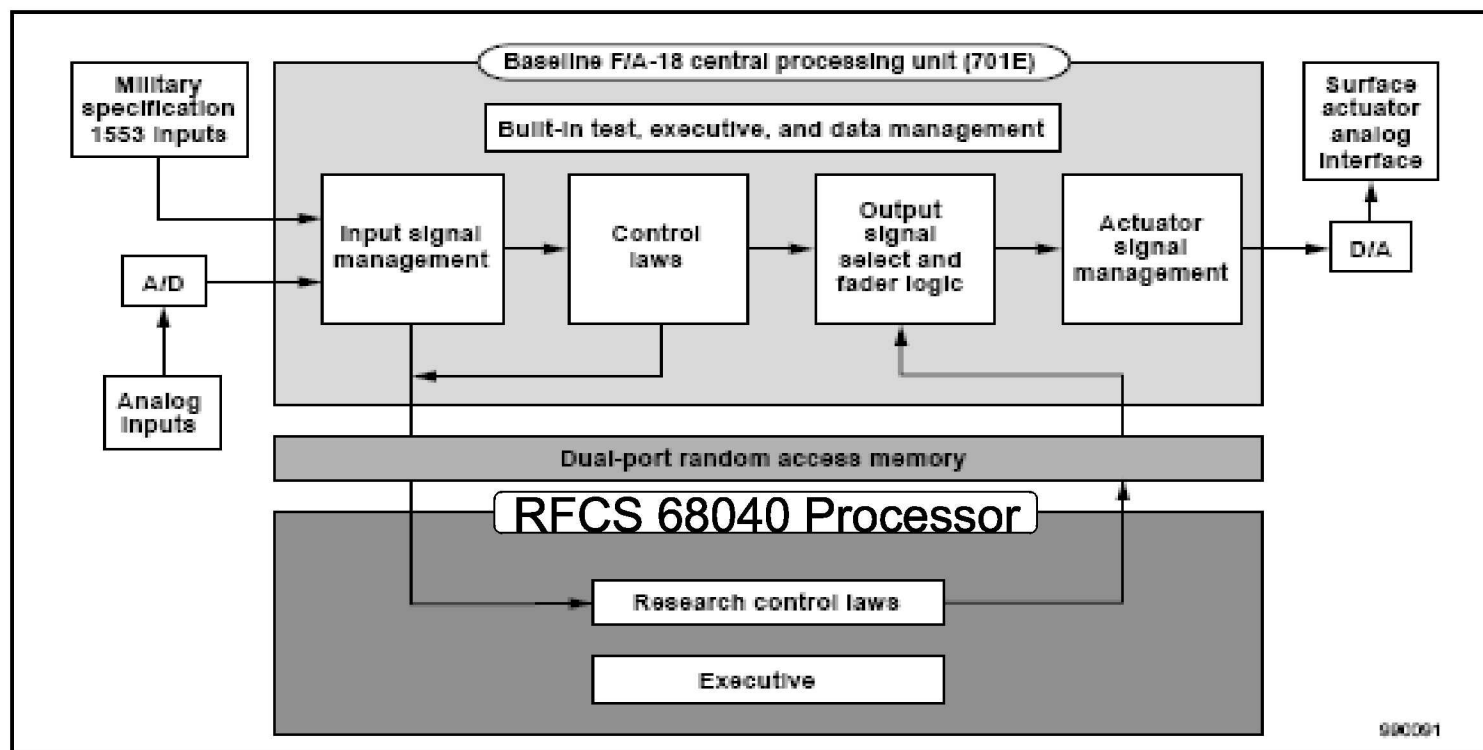 Baseline F/A-18 central processing unit (701E)
Military
specification
1553 inputs
Built-in test, executive, and data management
Surface
actuator
analog
interface
Input signal
management
Control
laws
Output
signal
select and
fader logic
Actuator
signal
management
A/D
D/A
Analog
inputs
Dual-port random access memory
RFCS 68040 Processor
Research control laws
Executive
990091